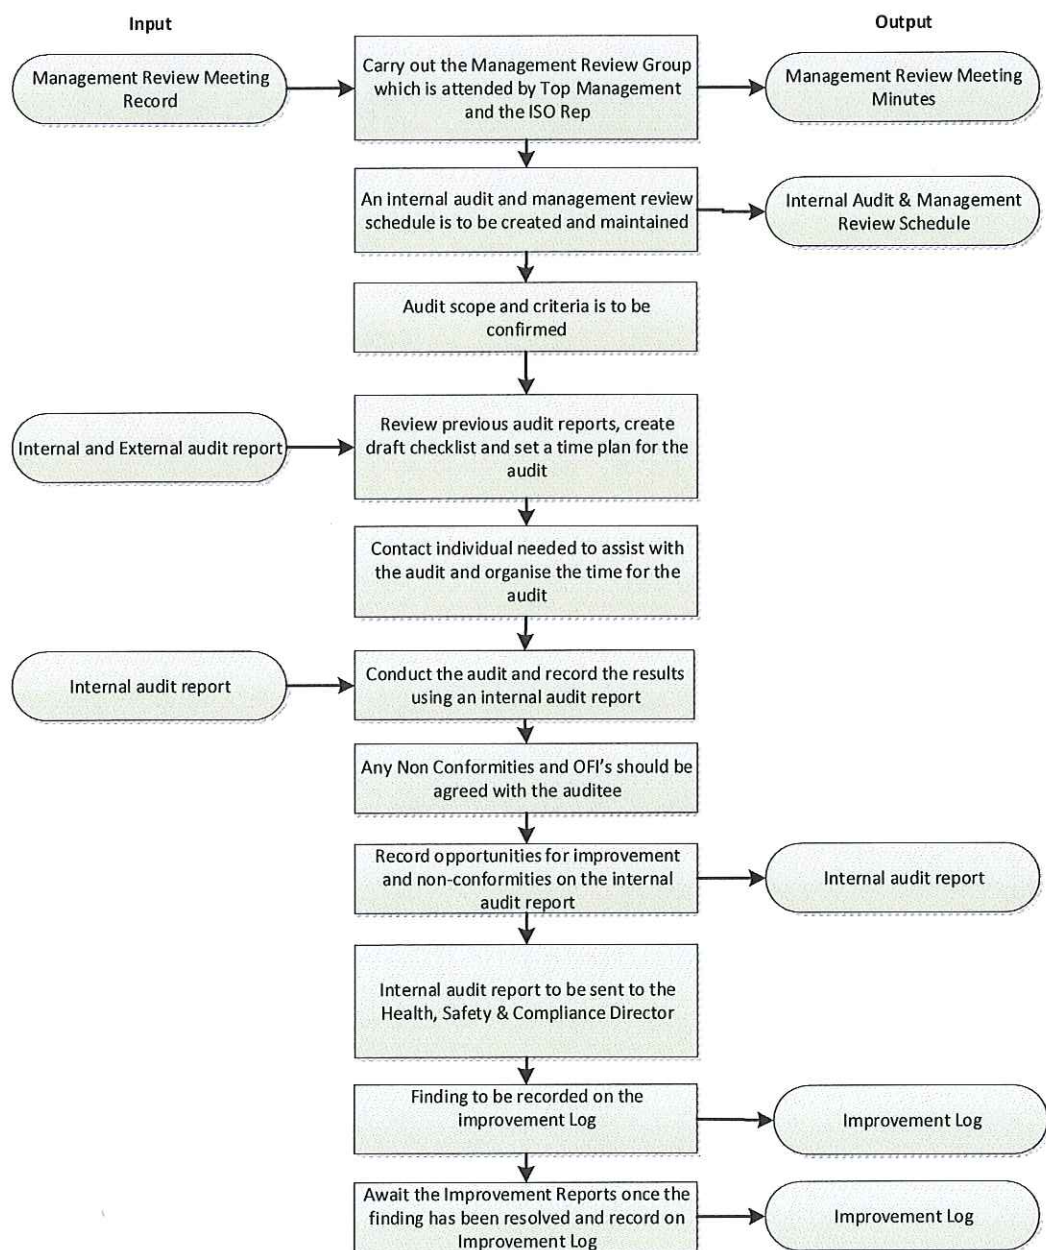 Input
Output
Management Review Meeting
Record
Carry out the Management Review Group
which is attended by Top Management
and the ISO Rep
Management Review Meeting
Minutes
An internal audit and management review
schedule is to be created and maintained
Internal Audit & Management
Review Schedule
Audit scope and criteria is to be
confirmed
Internal and External audit report
Review previous audit reports, create
draft checklist and set a time plan for the
audit
Contact individual needed to assist with
the audit and organise the time for the
audit
Internal audit report
Conduct the audit and record the results
using an internal audit report
Any Non Conformities and OFI's should be
agreed with the auditee
Record opportunities for improvement
and non-conformities on the internal
audit report
Internal audit report
Internal audit report to be sent to the
Health, Safety & Compliance Director
Finding to be recorded on the
improvement Log
Improvement Log
Await the Improvement Reports once the
finding has been resolved and record on
Improvement Log
Improvement Log